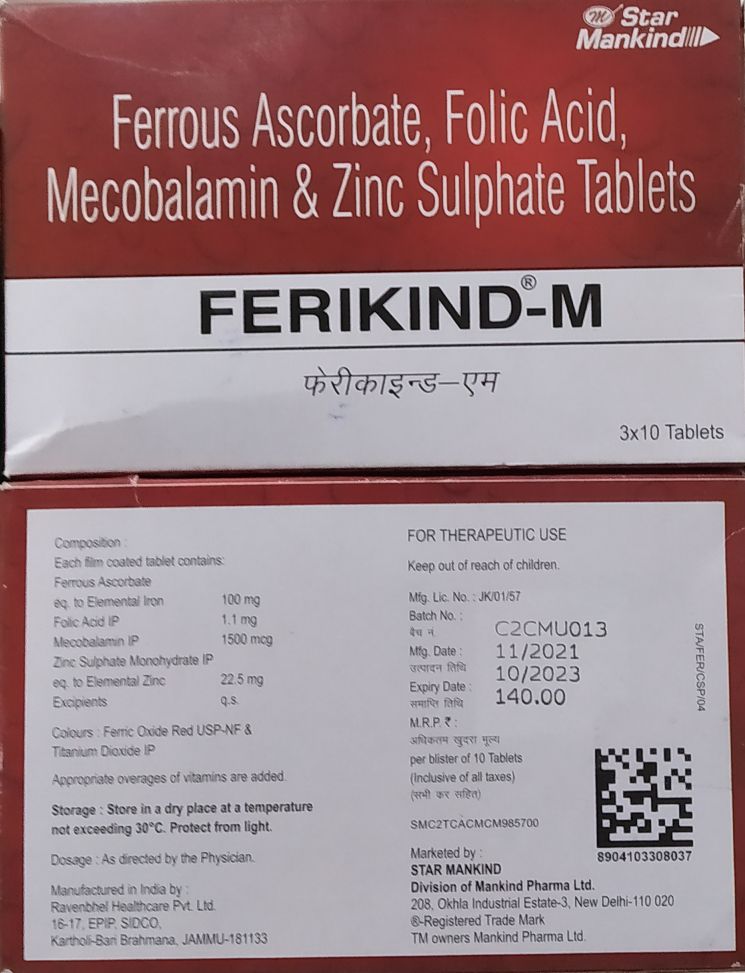 Star
Mankind
Ferrous Ascorbate, Folic Acid,
Mecobalamin & Zinc Sulphate Tablets
FERIKIND®-M
फेरीकाइन्ड-एम
3x10 Tablets
Composition :
Each film coated tablet contains:
Ferrous Ascorbate
eq. to Elemental Iron 100 mg
Folic Acid IP 1.1 mg
Mecobalamin IP 1500 mcg
Zinc Sulphate Monohydrate IP
eq. to Elemental Zinc 22.5 mg
Excipients q.s.
Colours : Ferric Oxide Red USP-NF &
Titanium Dioxide IP
Appropriate overages of vitamins are added.
Storage : Store in a dry place at a temperature
not exceeding 30°C. Protect from light.
Dosage : As directed by the Physician.
Manufactured in India by :
Ravenbhel Healthcare Pvt. Ltd.
16-17, EPIP, SIDCO,
Kartholi-Bari Brahmana, JAMMU-181133
FOR THERAPEUTIC USE
Keep out of reach of children.
Mfg. Lic. No. : JK/01/57
Batch No. :
बैच नं. C2CMU013
Mfg. Date : 11/2021
उत्पादन तिथि 10/2023
Expiry Date : 140.00
समाप्ति तिथि
M.R.P. ₹ :
अधिकतम खुदरा मूल्य
per blister of 10 Tablets
(Inclusive of all taxes)
(सभी कर सहित)
SMC2TCACMCM985700
Marketed by :
STAR MANKIND
Division of Mankind Pharma Ltd.
208, Okhla Industrial Estate-3, New Delhi-110 020
®-Registered Trade Mark
TM owners Mankind Pharma Ltd.
STA/FER/CSP/04
8904103308037